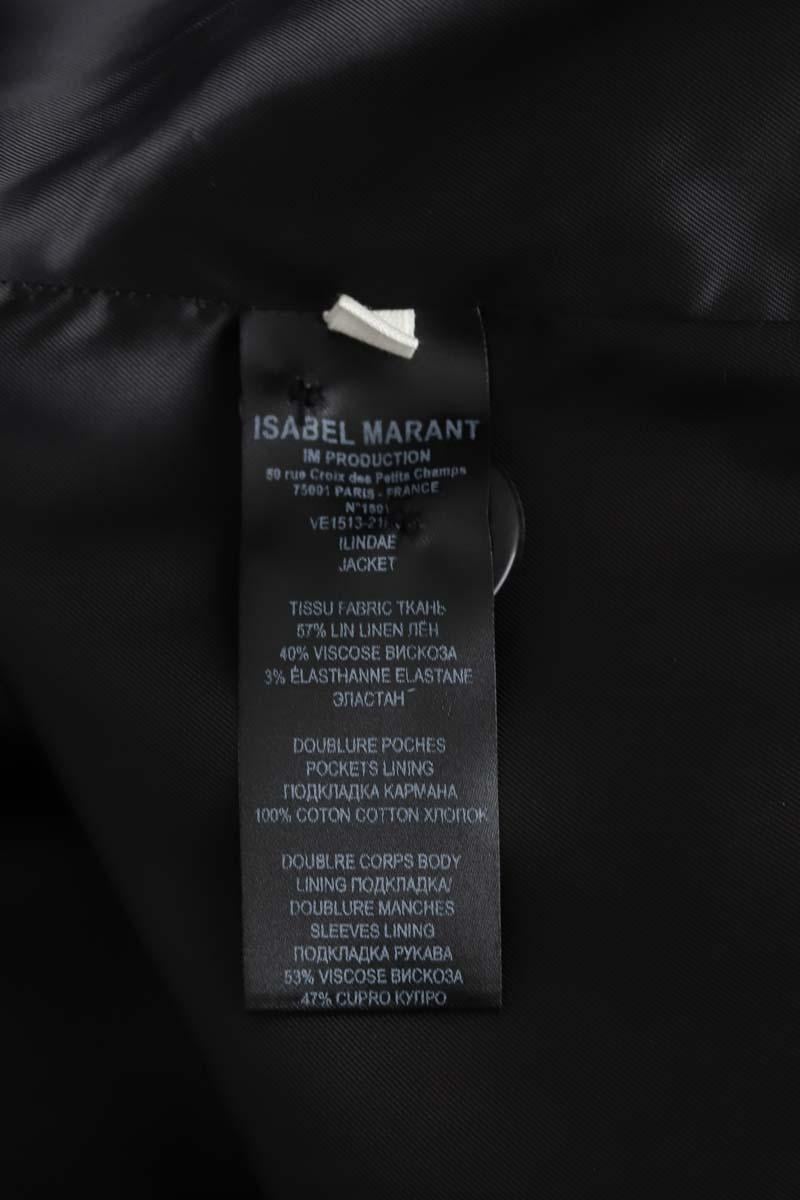 ISABEL MARANT
IM PRODUCTION
50 rue Croix des Petits Champs
75001 PARIS - FRANCE
ILINDAE
JACKET
TISSU FABRIC ТКАНЬ
57% LIN LINEN ЛЁН
40% VISCOSE ВИСКОЗА
3% ÉLASTHANNE ELASTANE
ЭЛАСТАН
DOUBLURE POCHES
POCKETS LINING
ПОДКЛАДКА КАРМАНА
100% COTON COTTON ХЛОПОК
DOUBLRE CORPS BODY
LINING ПОДКЛАДКА/
DOUBLURE MANCHES
SLEEVES LINING
ПОДКЛАДКА РУКАВА
53% VISCOSE ВИСКОЗА
47% CUPRO КУПРО